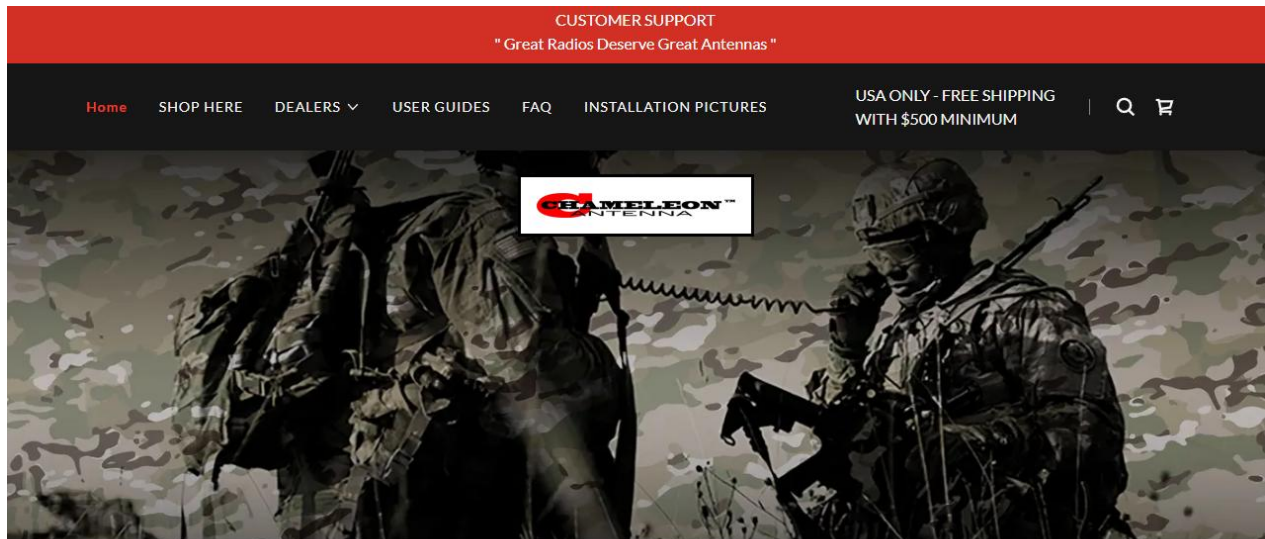 CUSTOMER SUPPORT
" Great Radios Deserve Great Antennas "
Home SHOP HERE DEALERS USER GUIDES FAQ INSTALLATION PICTURES
USA ONLY - FREE SHIPPING
WITH $500 MINIMUM
CHAMELEON™
ANTENNA